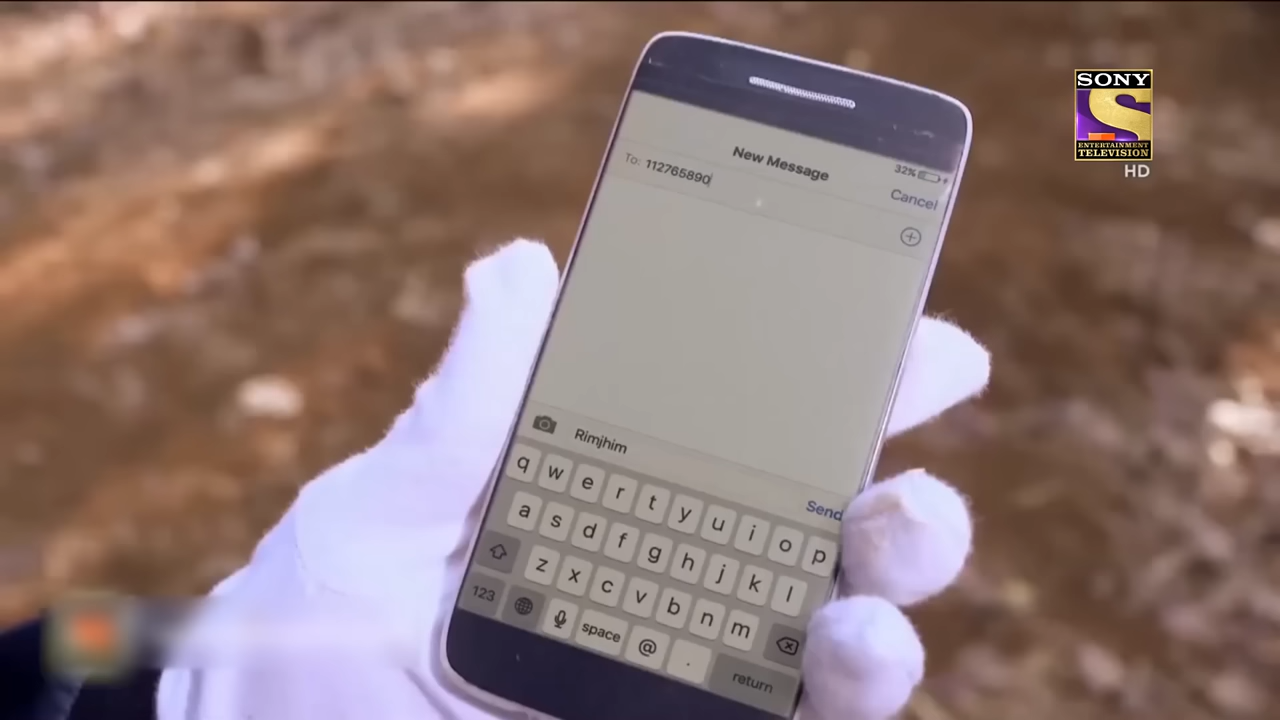 SONY
ENTERTAINMENT
TELEVISION
HD
32%
New Message
Cancel
To: 112765890
Rimjhim
Send
q w e r t y u i o p
a s d f g h j k l
z x c v b n m
123 space @ . return